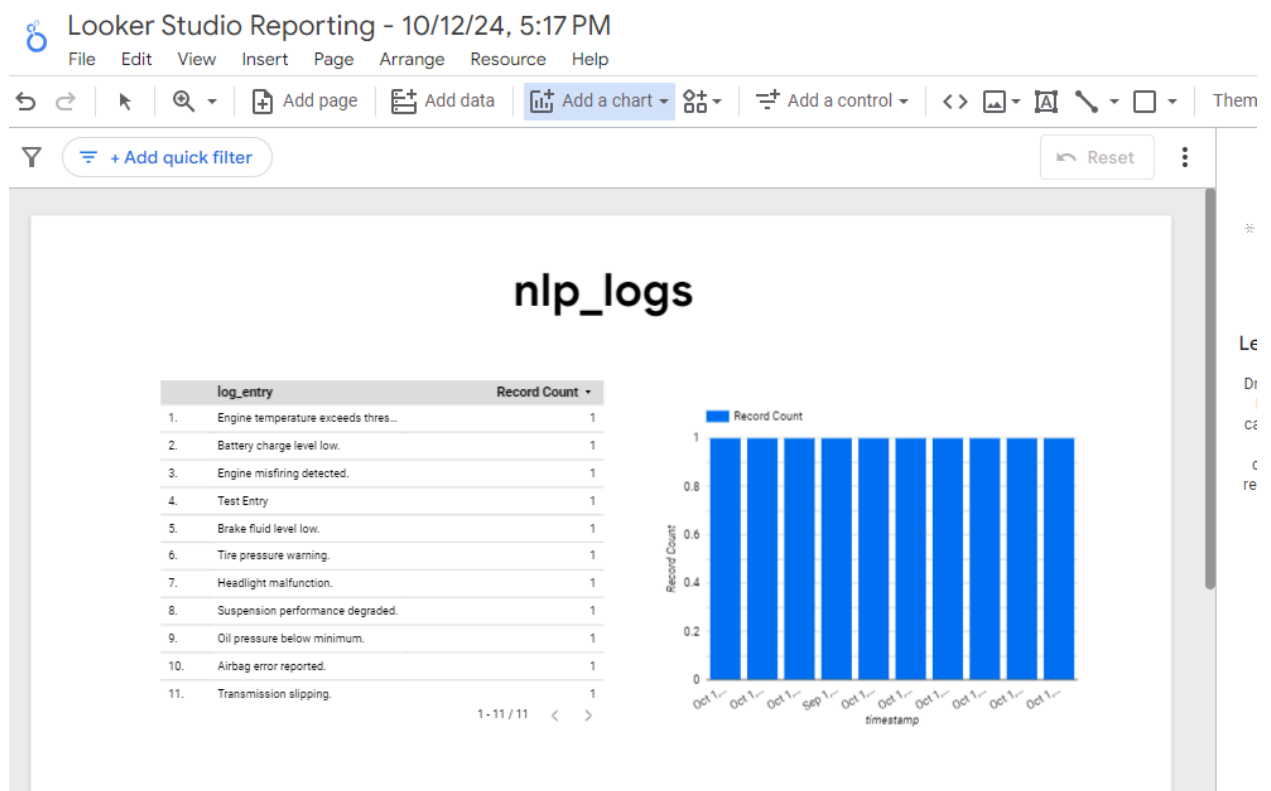 Looker Studio Reporting - 10/12/24, 5:17 PM
File Edit View Insert Page Arrange Resource Help
Add page Add data Add a chart Add a control Them
+ Add quick filter Reset
nlp_logs
Le
Dr
ca
re
log_entry Record Count
1. Engine temperature exceeds thres... 1
2. Battery charge level low. 1
3. Engine misfiring detected. 1
4. Test Entry 1
5. Brake fluid level low. 1
6. Tire pressure warning. 1
7. Headlight malfunction. 1
8. Suspension performance degraded. 1
9. Oil pressure below minimum. 1
10. Airbag error reported. 1
11. Transmission slipping. 1
1 - 11 / 11
Record Count
1
0.8
0.6
0.4
0.2
0
Record Count
Oct 1,... Oct 1,... Oct 1,... Sep 1,... Oct 1,... Oct 1,... Oct 1,... Oct 1,... Oct 1,... Oct 1,...
timestamp